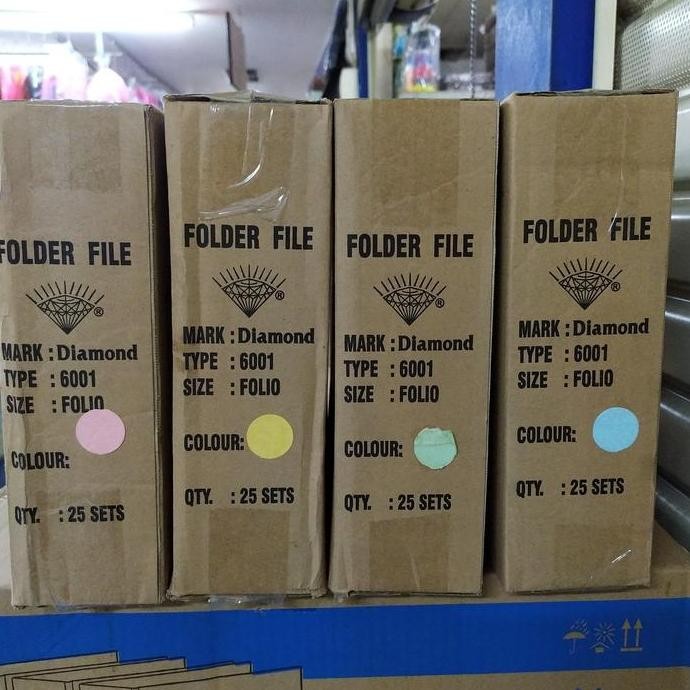 FOLDER FILE
®
MARK : Diamond
TYPE : 6001
SIZE : FOLIO
COLOUR:
QTY. : 25 SETS
FOLDER FILE
®
MARK : Diamond
TYPE : 6001
SIZE : FOLIO
COLOUR:
QTY. : 25 SETS
FOLDER FILE
®
MARK : Diamond
TYPE : 6001
SIZE : FOLIO
COLOUR:
QTY. : 25 SETS
FOLDER FILE
®
MARK : Diamond
TYPE : 6001
SIZE : FOLIO
COLOUR:
QTY. : 25 SETS